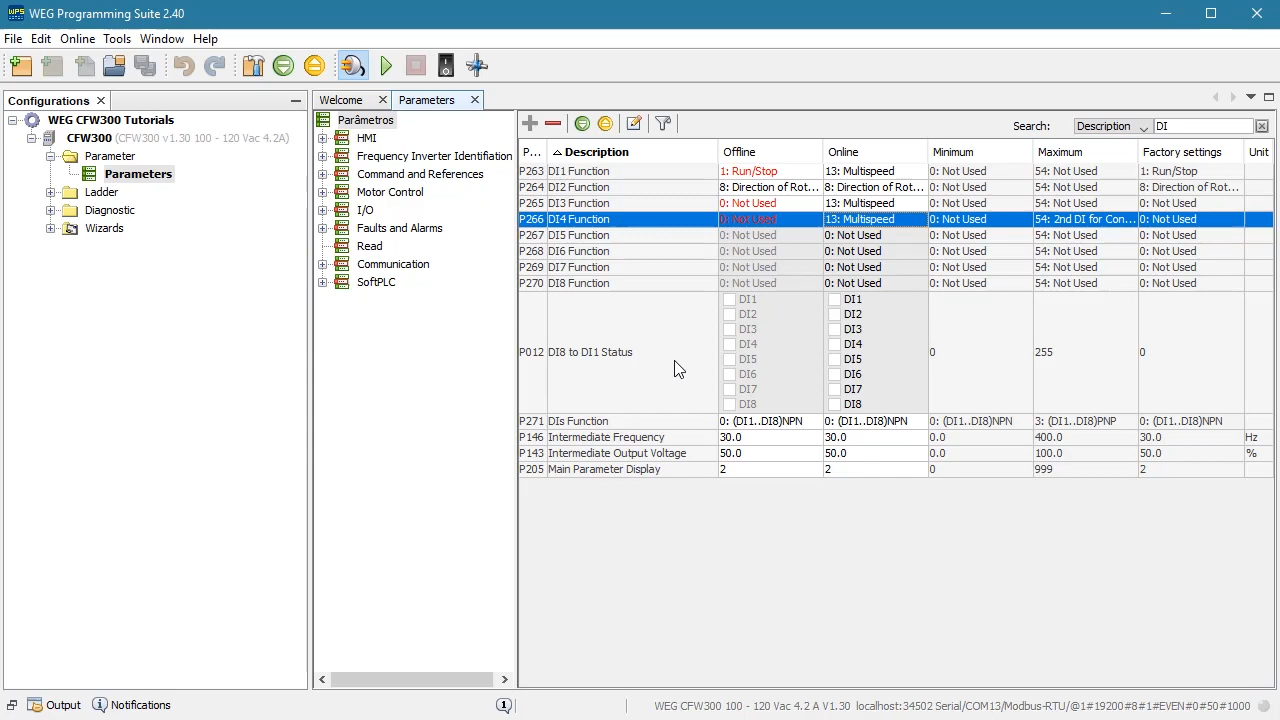 WPS WEG Programming Suite 2.40
File Edit Online Tools Window Help
Configurations
WEG CFW300 Tutorials
CFW300 (CFW300 v1.30 100 - 120 Vac 4.2A)
Parameter
Parameters
Ladder
Diagnostic
Wizards
Welcome Parameters
Parâmetros
HMI
Frequency Inverter Identifiation
Command and References
Motor Control
I/O
Faults and Alarms
Read
Communication
SoftPLC
Search: Description DI
P... Description Offline Online Minimum Maximum Factory settings Unit
P263 DI1 Function 1: Run/Stop 13: Multispeed 0: Not Used 54: Not Used 1: Run/Stop
P264 DI2 Function 8: Direction of Rot... 8: Direction of Rot... 0: Not Used 54: Not Used 8: Direction of Rot...
P265 DI3 Function 0: Not Used 13: Multispeed 0: Not Used 54: Not Used 0: Not Used
P266 DI4 Function 0: Not Used 13: Multispeed 0: Not Used 54: 2nd DI for Con... 0: Not Used
P267 DI5 Function 0: Not Used 0: Not Used 0: Not Used 54: Not Used 0: Not Used
P268 DI6 Function 0: Not Used 0: Not Used 0: Not Used 54: Not Used 0: Not Used
P269 DI7 Function 0: Not Used 0: Not Used 0: Not Used 54: Not Used 0: Not Used
P270 DI8 Function 0: Not Used 0: Not Used 0: Not Used 54: Not Used 0: Not Used
DI1 DI1
DI2 DI2
DI3 DI3
DI4 DI4
P012 DI8 to DI1 Status 0 255 0
DI5 DI5
DI6 DI6
DI7 DI7
DI8 DI8
P271 DIs Function 0: (DI1..DI8)NPN 0: (DI1..DI8)NPN 0: (DI1..DI8)NPN 3: (DI1..DI8)PNP 0: (DI1..DI8)NPN
P146 Intermediate Frequency 30.0 30.0 0.0 400.0 30.0 Hz
P143 Intermediate Output Voltage 50.0 50.0 0.0 100.0 50.0 %
P205 Main Parameter Display 2 2 0 999 2
Output Notifications WEG CFW300 100 - 120 Vac 4.2 A V1.30 localhost:34502 Serial/COM13/Modbus-RTU/@1#19200#8#1#EVEN#0#50#1000